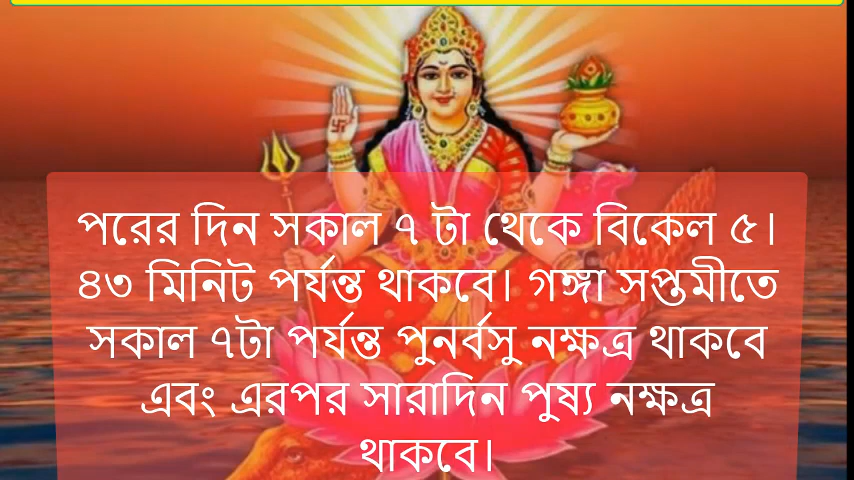 পরের দিন সকাল ৭ টা থেকে বিকেল ৫।
৪৩ মিনিট পর্যন্ত থাকবে। গঙ্গা সপ্তমীতে
সকাল ৭টা পর্যন্ত পুনর্বসু নক্ষত্র থাকবে
এবং এরপর সারাদিন পুষ্য নক্ষত্র
থাকবে।